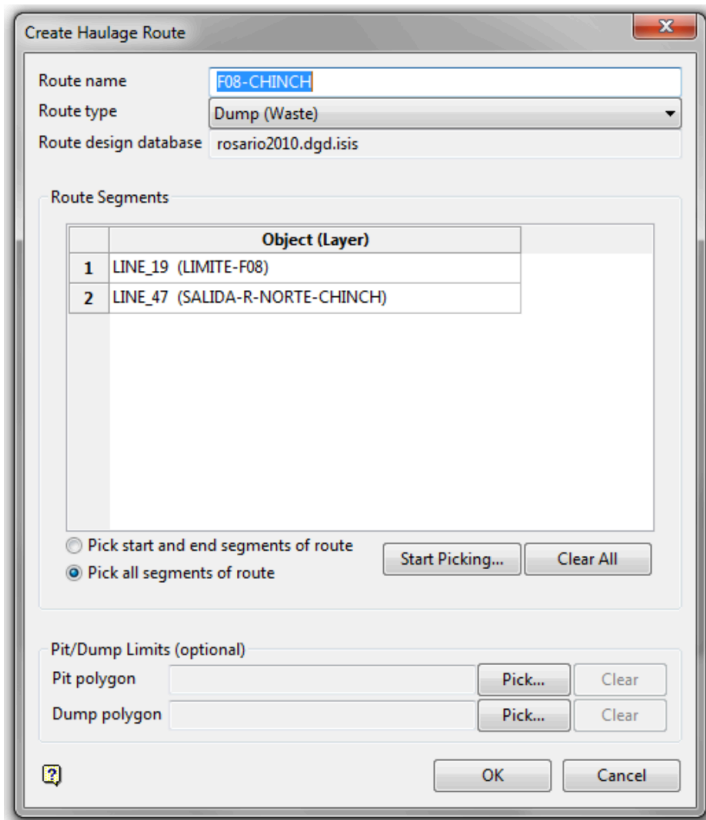 Create Haulage Route
Route name F08-CHINCH
Route type Dump (Waste)
Route design database rosario2010.dgd.isis
Route Segments
Object (Layer)
1 LINE_19 (LIMITE-F08)
2 LINE_47 (SALIDA-R-NORTE-CHINCH)
Pick start and end segments of route
Pick all segments of route
Start Picking... Clear All
Pit/Dump Limits (optional)
Pit polygon Pick... Clear
Dump polygon Pick... Clear
? OK Cancel